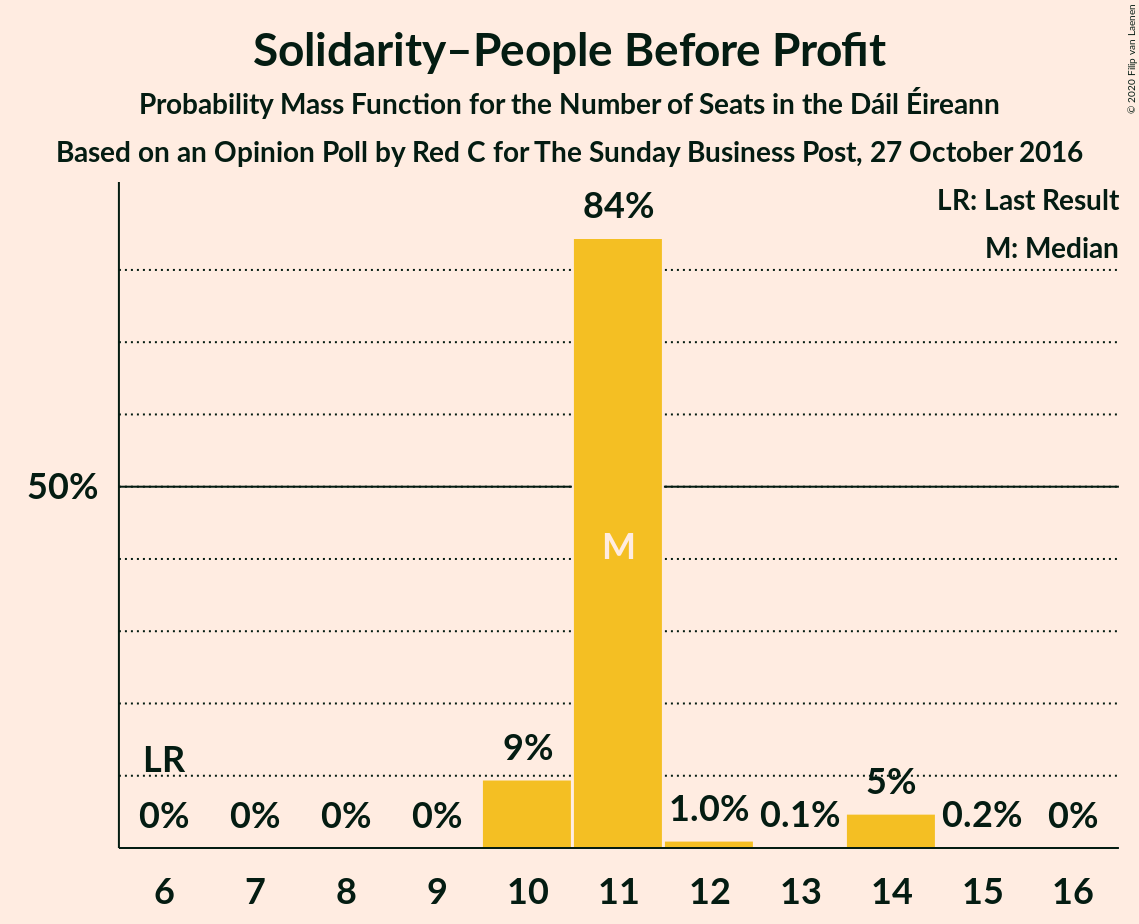 Solidarity–People Before Profit
Probability Mass Function for the Number of Seats in the Dáil Éireann
Based on an Opinion Poll by Red C for The Sunday Business Post, 27 October 2016
© 2020 Filip van Laenen
LR: Last Result
M: Median
84%
50%
M
LR
9%
5%
0% 0% 0% 0% 1.0% 0.1% 0.2% 0%
6 7 8 9 10 11 12 13 14 15 16